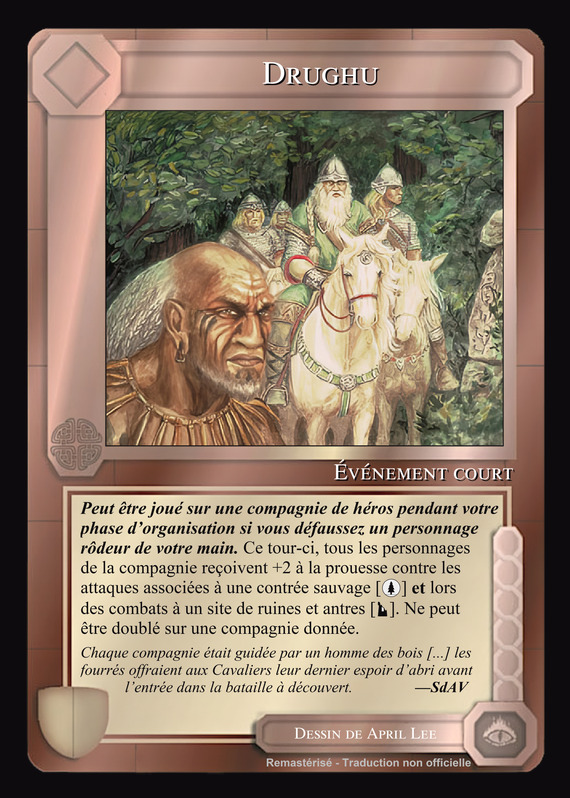 Drughu
Événement court
Peut être joué sur une compagnie de héros pendant votre
phase d'organisation si vous défaussez un personnage
rôdeur de votre main. Ce tour-ci, tous les personnages
de la compagnie reçoivent +2 à la prouesse contre les
attaques associées à une contrée sauvage [] et lors
des combats à un site de ruines et antres []. Ne peut
être doublé sur une compagnie donnée.
Chaque compagnie était guidée par un homme des bois [...] les
fourrés offraient aux Cavaliers leur dernier espoir d'abri avant
l'entrée dans la bataille à découvert. —SdAV
Dessin de April Lee
Remastérisé - Traduction non officielle